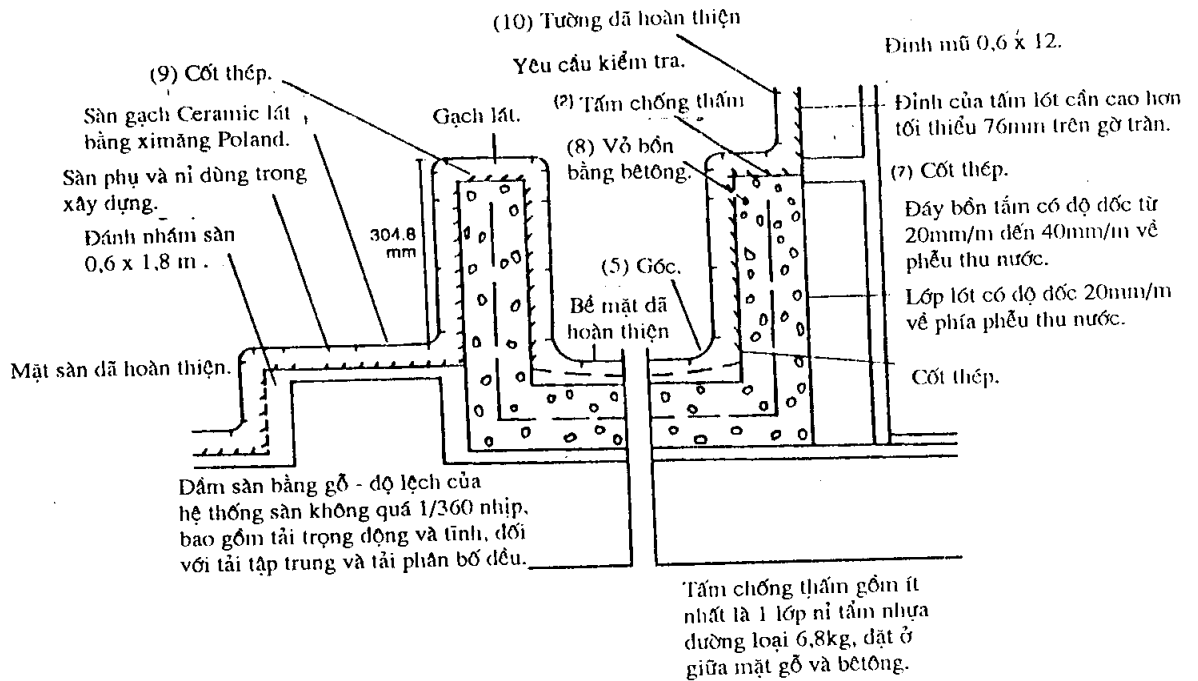 (10) Tường đã hoàn thiện
Yêu cầu kiểm tra.
Đinh mũ 0,6 x 12.
(9) Cốt thép.
(?) Tấm chống thấm
Đỉnh của tấm lót cần cao hơn
tối thiểu 76mm trên gờ tràn.
Sàn gạch Ceramic lát
bằng ximăng Poland.
Gạch lát.
(8) Vỏ bồn
bằng bêtông.
(?) Cốt thép.
Sàn phụ và nỉ dùng trong
xây dựng.
Đáy bồn tắm có độ dốc từ
20mm/m đến 40mm/m về
phễu thu nước.
Đánh nhám sàn
0,6 x 1,8 m .
304.8
mm
(5) Góc.
Bề mặt đã
hoàn thiện
Lớp lót có độ dốc 20mm/m
về phía phễu thu nước.
Mặt sàn đã hoàn thiện.
Cốt thép.
Dầm sàn bằng gỗ - độ lệch của
hệ thống sàn không quá 1/360 nhịp,
bao gồm tải trọng động và tĩnh, đối
với tải tập trung và tải phân bố đều.
Tấm chống thấm gồm ít
nhất là 1 lớp nỉ tẩm nhựa
đường loại 6,8kg, đặt ở
giữa mặt gỗ và bêtông.